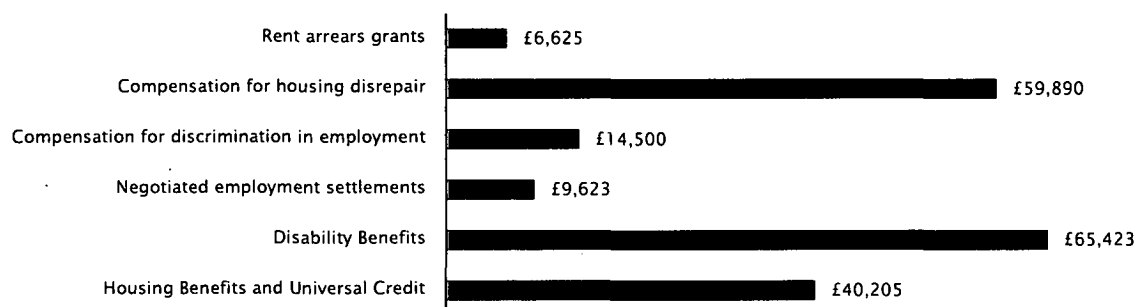 Rent arrears grants £6,625
Compensation for housing disrepair £59,890
Compensation for discrimination in employment £14,500
Negotiated employment settlements £9,623
Disability Benefits £65,423
Housing Benefits and Universal Credit £40,205